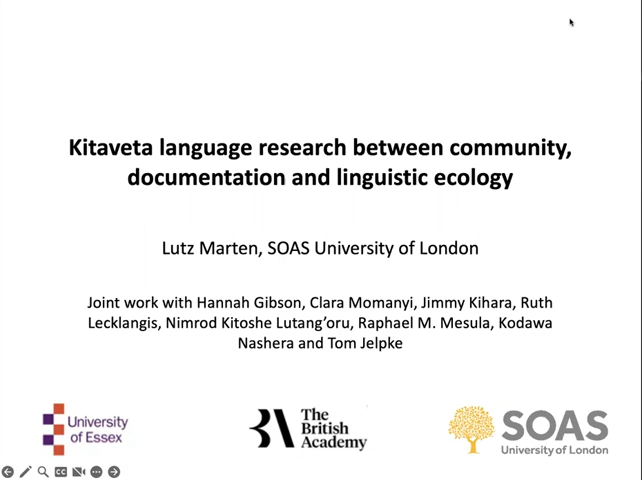 Kitaveta language research between community,
documentation and linguistic ecology
Lutz Marten, SOAS University of London
Joint work with Hannah Gibson, Clara Momanyi, Jimmy Kihara, Ruth
Lecklangis, Nimrod Kitoshe Lutang’oru, Raphael M. Mesula, Kodawa
Nashera and Tom Jelpke
University
of Essex
The
British
Academy
SOAS
University of London
CC